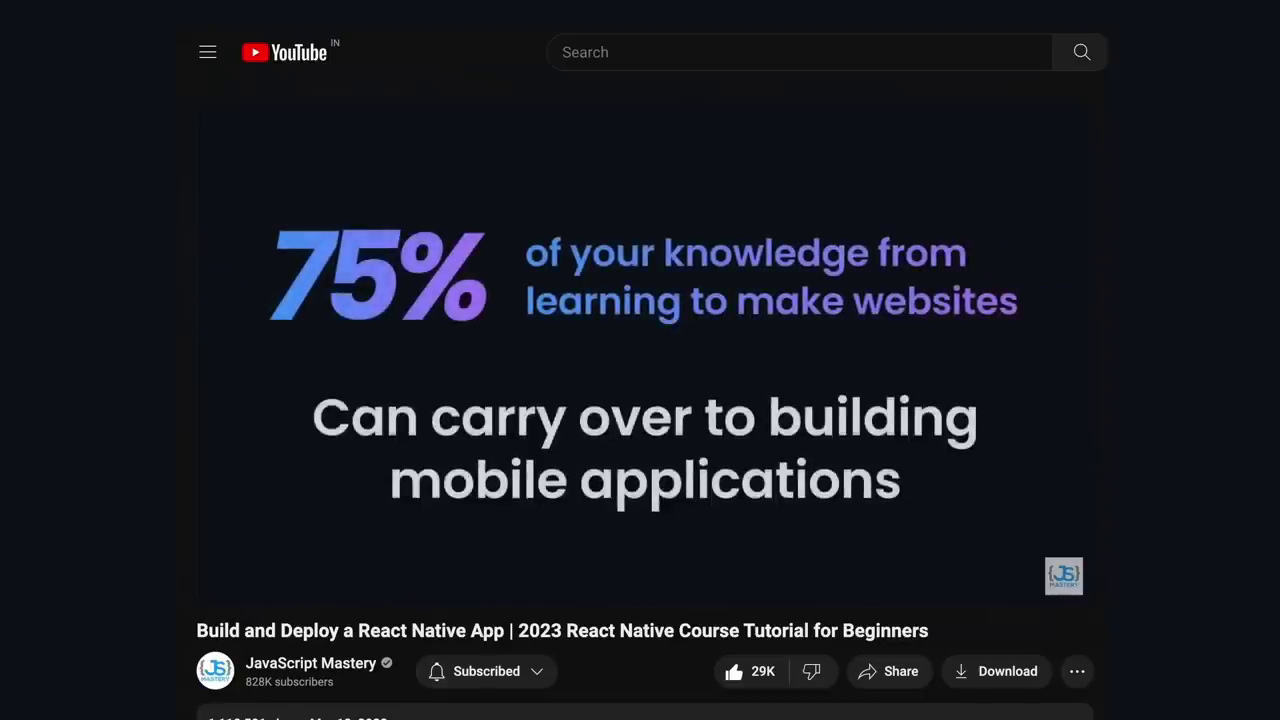 YouTube IN
Search
75%
of your knowledge from
learning to make websites
Can carry over to building
mobile applications
{JS}
MASTERY
Build and Deploy a React Native App | 2023 React Native Course Tutorial for Beginners
{JS}
MASTERY
JavaScript Mastery
828K subscribers
Subscribed
29K
Share
Download